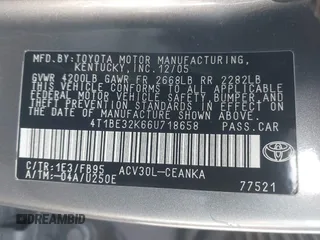 MFD.BY:TOYOTA MOTOR MANUFACTURING,
KENTUCKY,INC.12/05
GVWR 4200LB GAWR FR 2668LB RR 2282LB
THIS VEHICLE CONFORMS TO ALL APPLICABLE
FEDERAL MOTOR VEHICLE SAFETY, BUMPER, AND
THEFT PREVENTION STANDARDS IN EFFECT ON
THE DATE OF MANUFACTURE SHOWN ABOVE.
4T1BE32K66U718658 PASS.CAR
C/TR:1E3/FB95 ACV30L-CEANKA
A/TM:-04A/U250E
TOYOTA
77521
DREAMBID